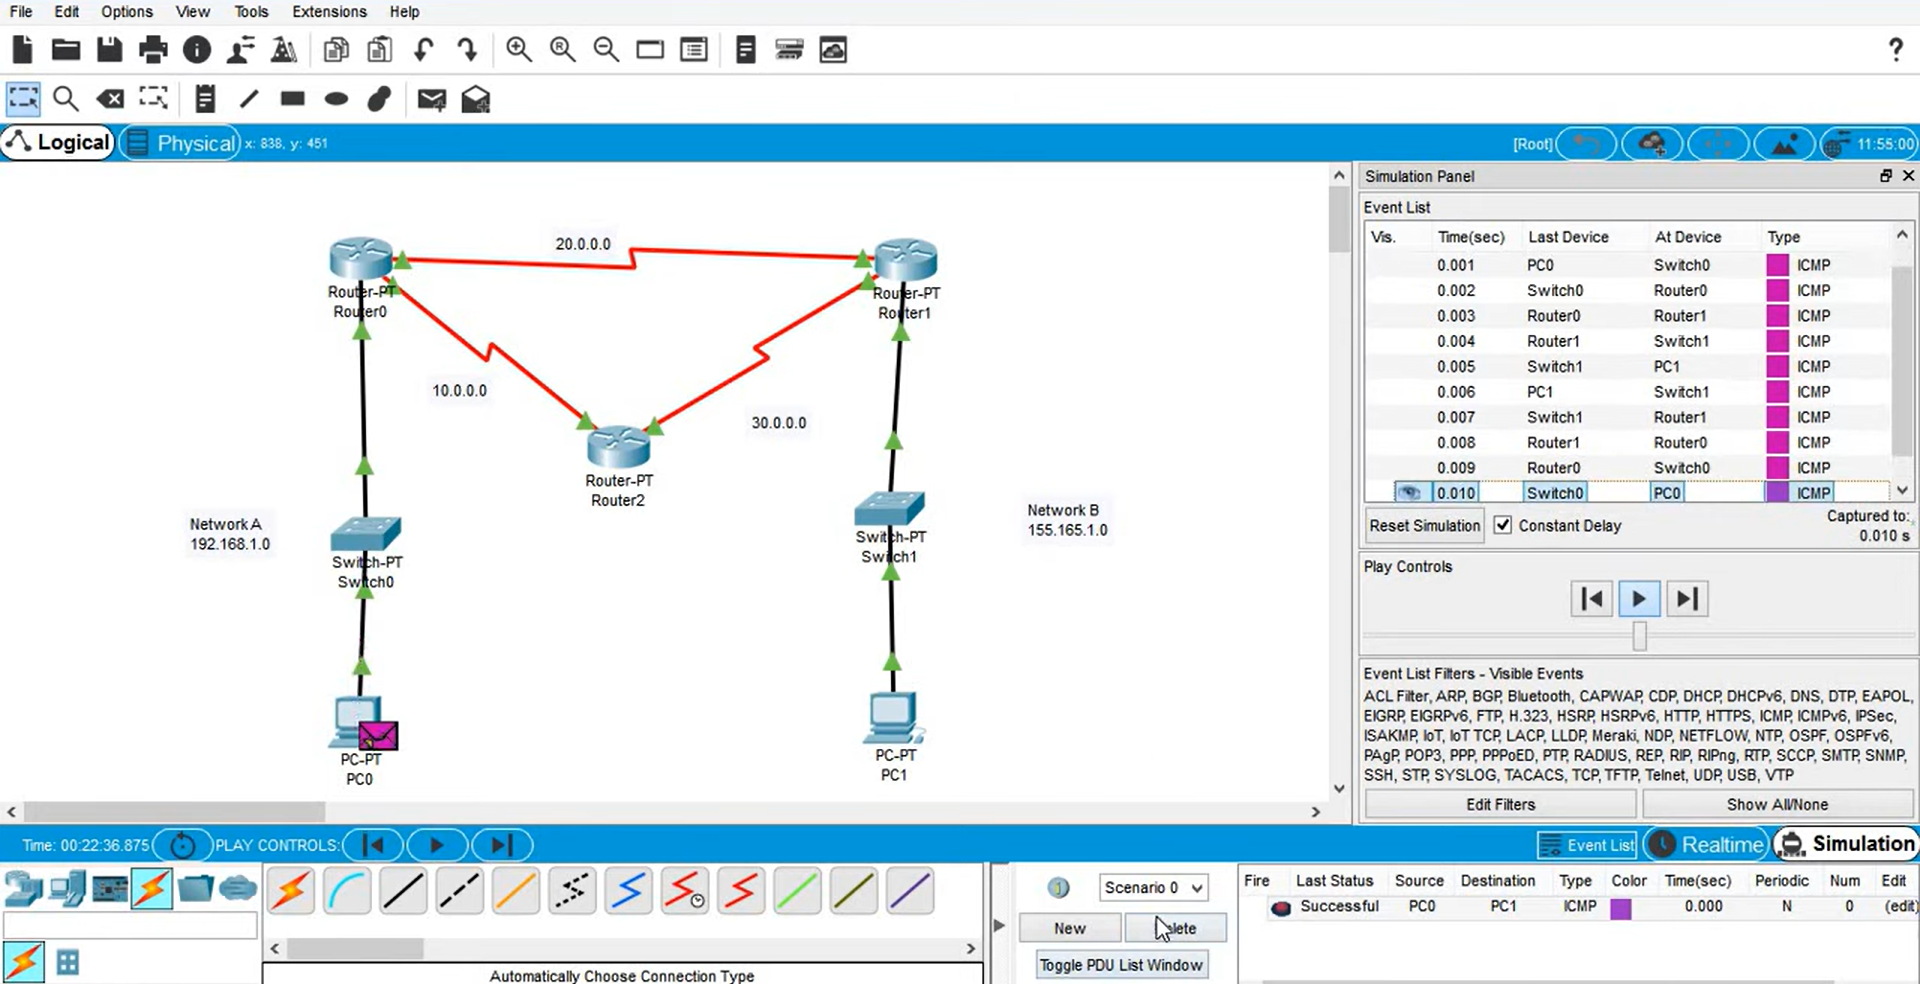 File Edit Options View Tools Extensions Help
?
Logical Physical x: 838, y: 451 [Root] 11:55:00
20.0.0.0
Router-PT
Router0
Router-PT
Router1
10.0.0.0
30.0.0.0
Router-PT
Router2
Network A
192.168.1.0
Switch-PT
Switch0
Switch-PT
Switch1
Network B
155.165.1.0
PC-PT
PC0
PC-PT
PC1
Simulation Panel
Event List
Vis. Time(sec) Last Device At Device Type
0.001 PC0 Switch0 ICMP
0.002 Switch0 Router0 ICMP
0.003 Router0 Router1 ICMP
0.004 Router1 Switch1 ICMP
0.005 Switch1 PC1 ICMP
0.006 PC1 Switch1 ICMP
0.007 Switch1 Router1 ICMP
0.008 Router1 Router0 ICMP
0.009 Router0 Switch0 ICMP
0.010 Switch0 PC0 ICMP
Reset Simulation Constant Delay
Captured to:
0.010 s
Play Controls
Event List Filters - Visible Events
ACL Filter, ARP, BGP, Bluetooth, CAPWAP, CDP, DHCP, DHCPv6, DNS, DTP, EAPOL,
EIGRP, EIGRPv6, FTP, H.323, HSRP, HSRPv6, HTTP, HTTPS, ICMP, ICMPv6, IPSec,
ISAKMP, IoT, IoT TCP, LACP, LLDP, Meraki, NDP, NETFLOW, NTP, OSPF, OSPFv6,
PAgP, POP3, PPP, PPPoED, PTP, RADIUS, REP, RIP, RIPng, RTP, SCCP, SMTP, SNMP,
SSH, STP, SYSLOG, TACACS, TCP, TFTP, Telnet, UDP, USB, VTP
Edit Filters Show All/None
Time: 00:22:36.875 PLAY CONTROLS: Event List Realtime Simulation
Scenario 0
New
Toggle PDU List Window
Fire Last Status Source Destination Type Color Time(sec) Periodic Num Edit
Successful PC0 PC1 ICMP 0.000 N 0 (edit)
Automatically Choose Connection Type